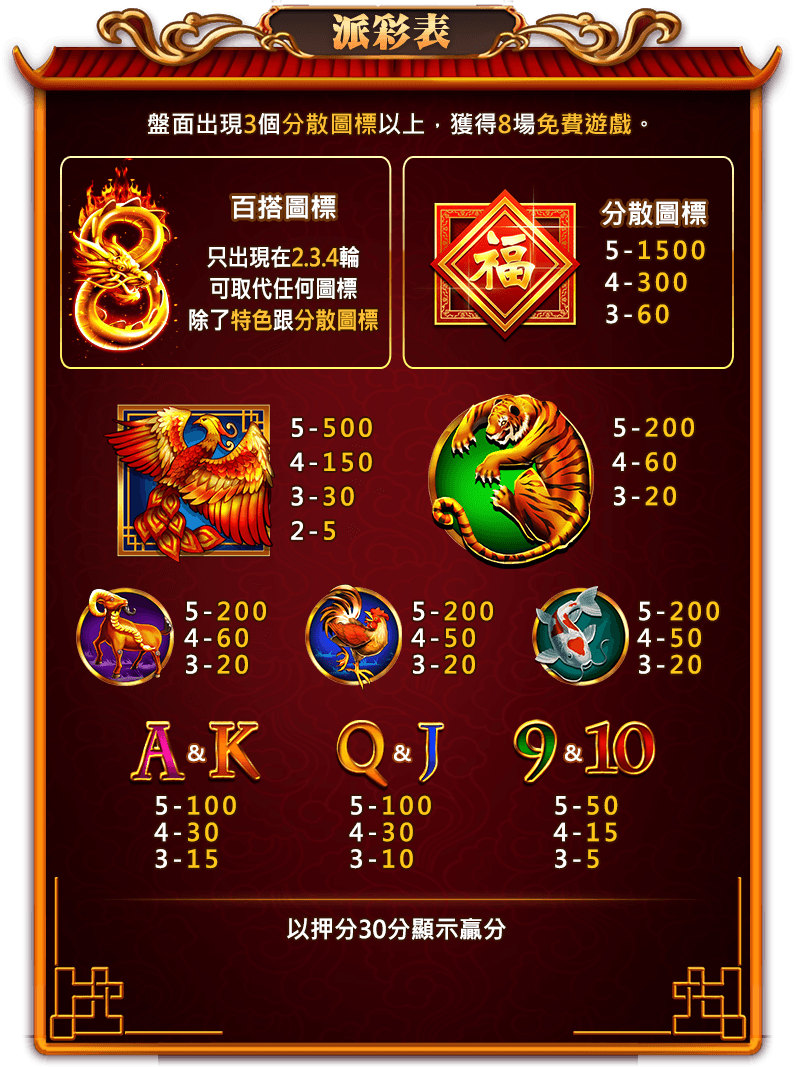 派彩表
盤面出現3個分散圖標以上，獲得8場免費遊戲。
百搭圖標
只出現在2.3.4輪
可取代任何圖標
除了特色跟分散圖標
福
分散圖標
5-1500
4-300
3-60
5-500
4-150
3-30
2-5
5-200
4-60
3-20
5-200
4-60
3-20
5-200
4-50
3-20
5-200
4-50
3-20
A & K
5-100
4-30
3-15
Q & J
5-100
4-30
3-10
9 & 10
5-50
4-15
3-5
以押分30分顯示贏分